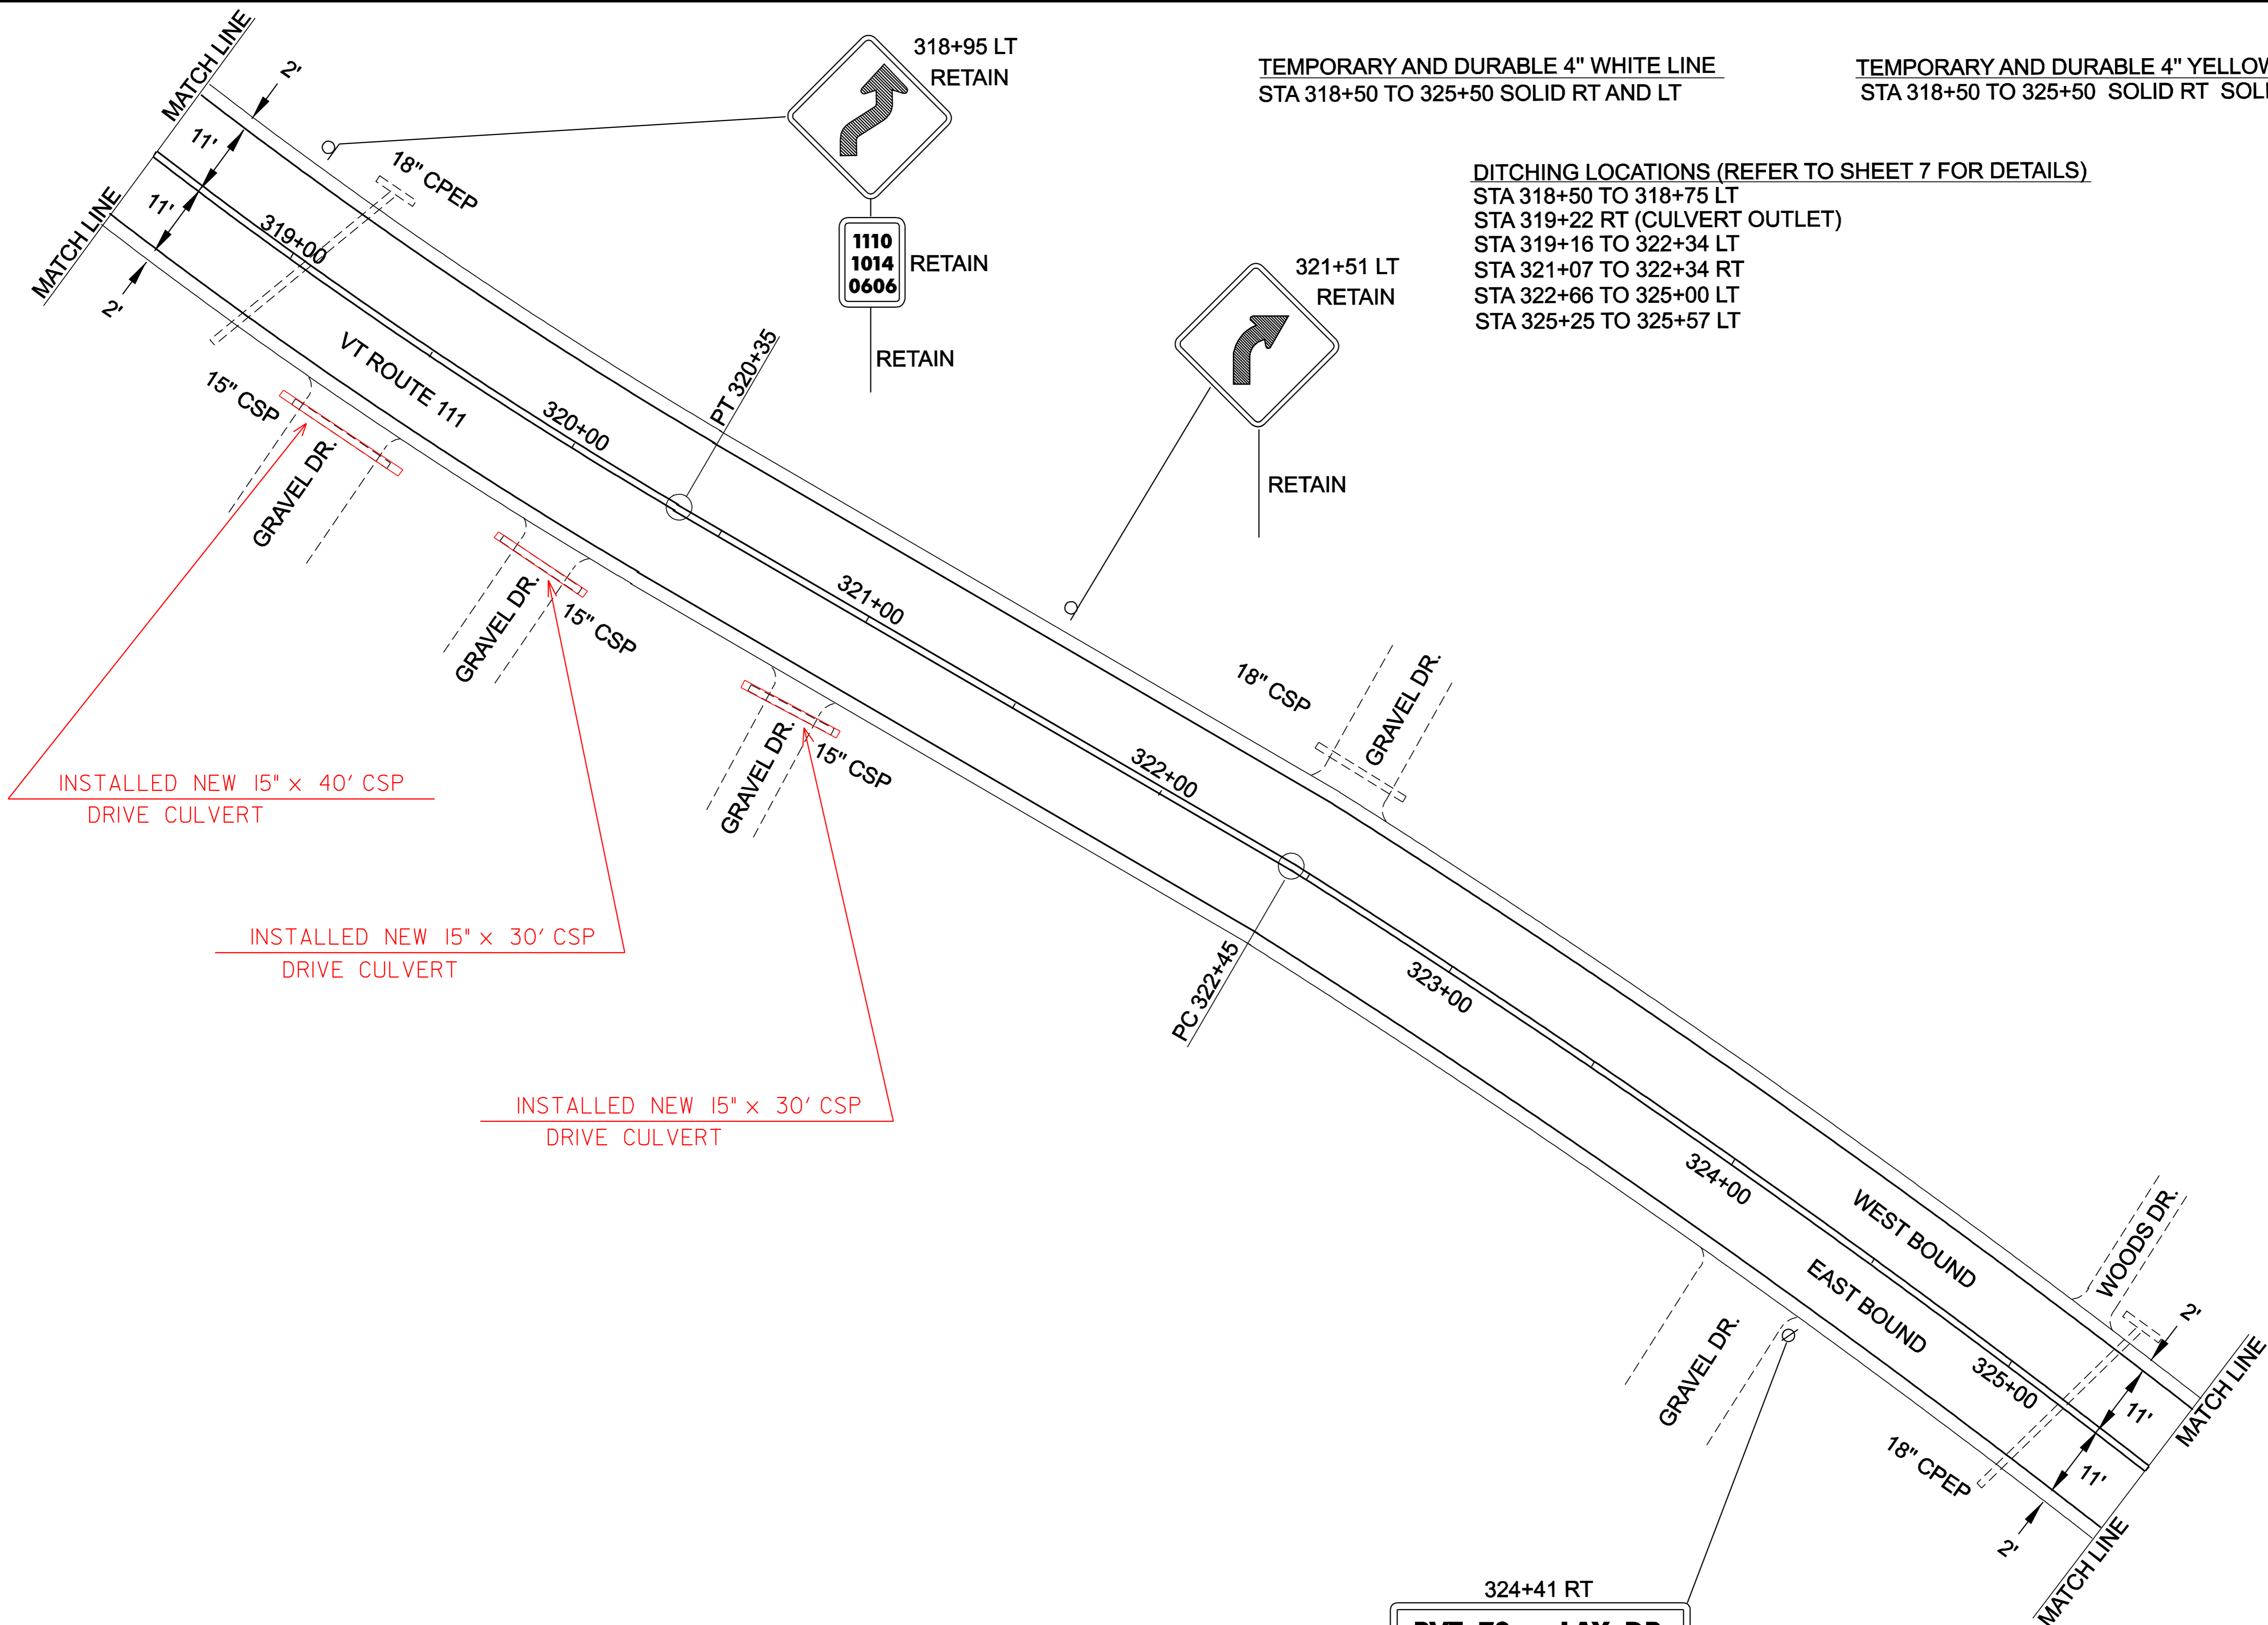 MATCH LINE
2'
318+95 LT
RETAIN
TEMPORARY AND DURABLE 4" WHITE LINE
STA 318+50 TO 325+50 SOLID RT AND LT
TEMPORARY AND DURABLE 4" YELLOW
STA 318+50 TO 325+50 SOLID RT
11'
11'
18" CPEP
MATCH LINE
2'
319+00
1110
1014
0606
RETAIN
RETAIN
DITCHING LOCATIONS (REFER TO SHEET 7 FOR DETAILS)
STA 318+50 TO 318+75 LT
STA 319+22 RT (CULVERT OUTLET)
STA 319+16 TO 322+34 LT
STA 321+07 TO 322+34 RT
STA 322+66 TO 325+00 LT
STA 325+25 TO 325+57 LT
321+51 LT
RETAIN
RETAIN
VT ROUTE 111
15" CSP
GRAVEL DR.
320+00
PT 320+35
GRAVEL DR.
15" CSP
321+00
GRAVEL DR.
15" CSP
322+00
18" CSP
GRAVEL DR.
INSTALLED NEW 15" x 40' CSP
DRIVE CULVERT
INSTALLED NEW 15" x 30' CSP
DRIVE CULVERT
INSTALLED NEW 15" x 30' CSP
DRIVE CULVERT
PC 322+45
323+00
324+00
WEST BOUND
EAST BOUND
WOODS DR.
2'
GRAVEL DR.
325+00
11'
MATCH LINE
18" CPEP
11'
2'
MATCH LINE
324+41 RT